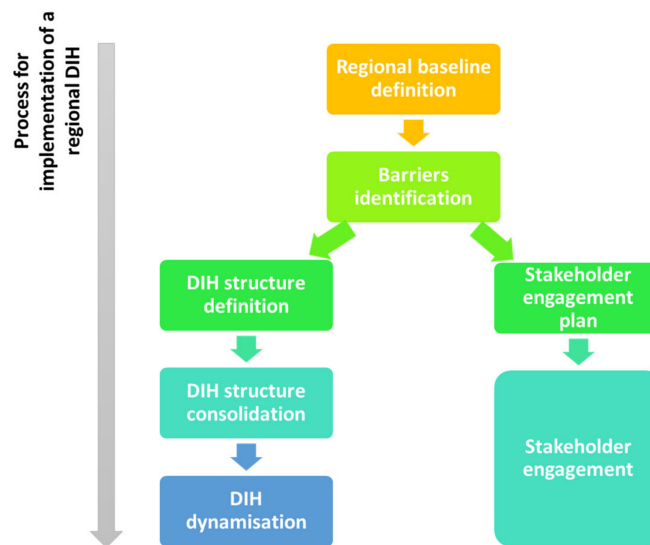 Process for
implementation of a
regional DIH
Regional baseline
definition
Barriers
identification
DIH structure
definition
Stakeholder
engagement
plan
DIH structure
consolidation
Stakeholder
engagement
DIH
dynamisation